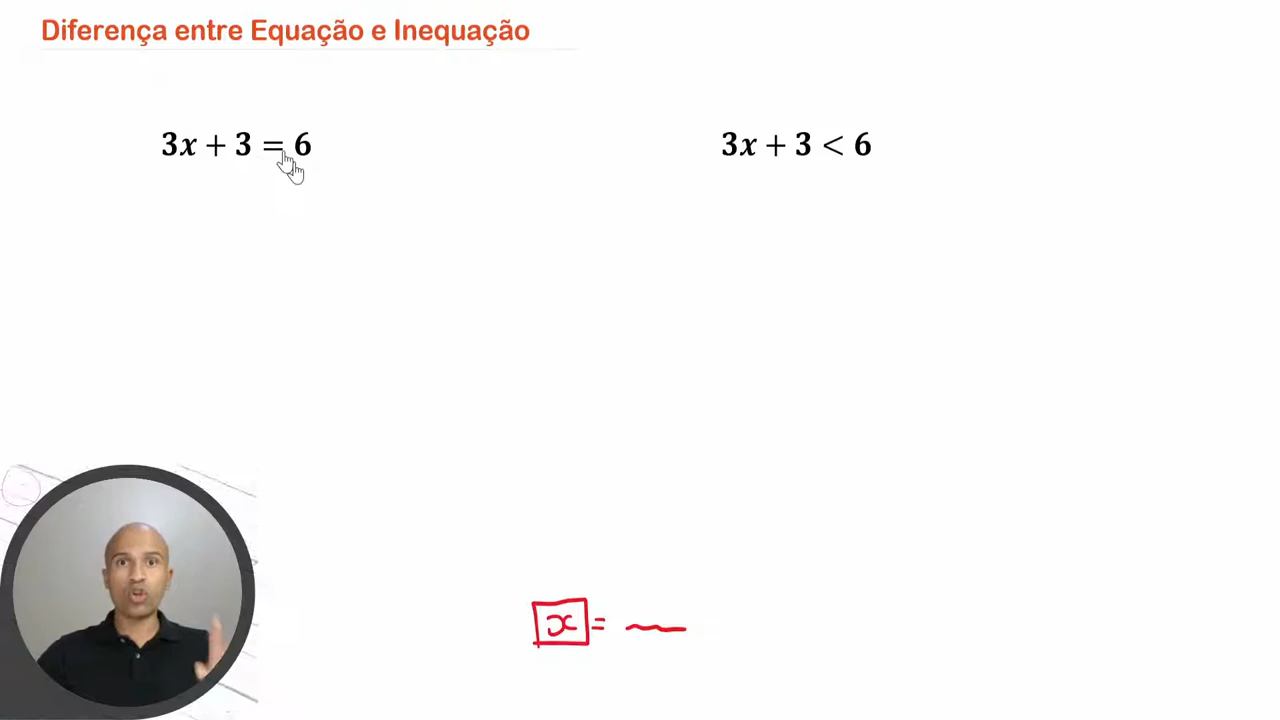 Diferença entre Equação e Inequação
3x + 3 = 6
3x + 3 < 6
x =